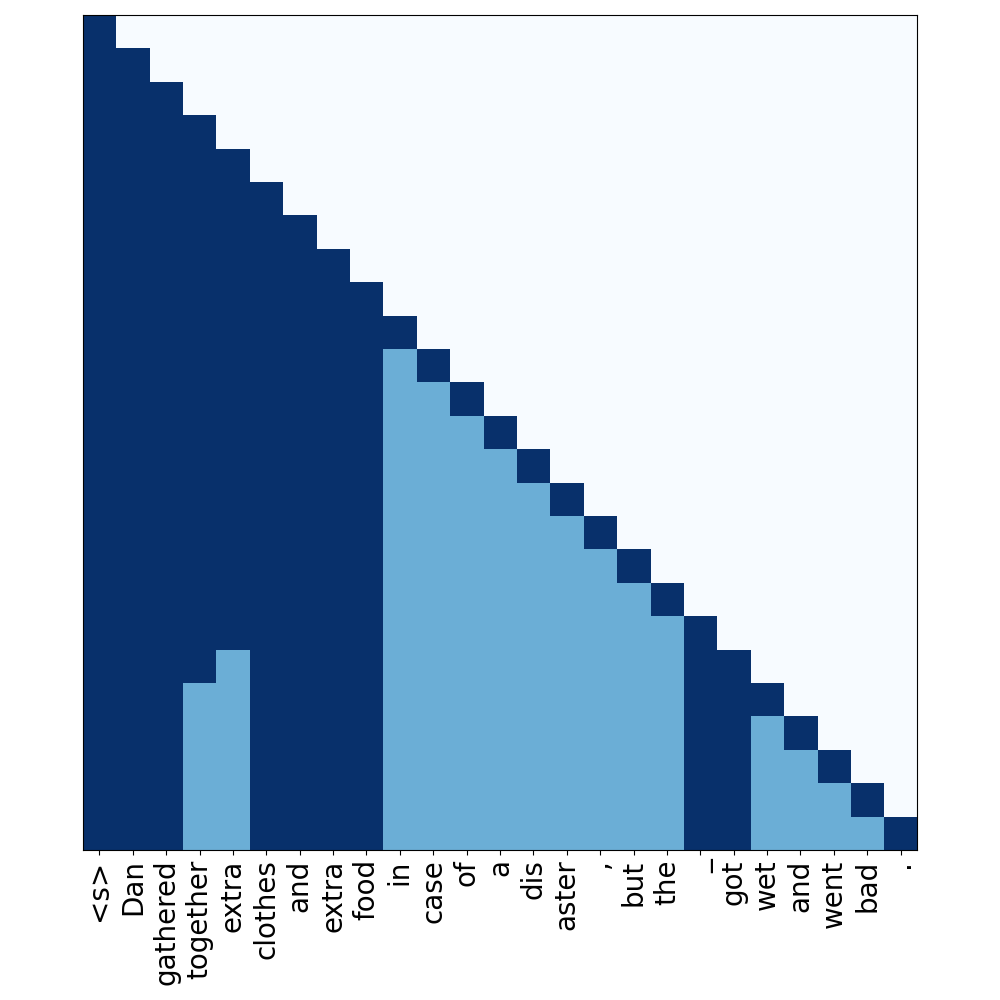 <s> Dan gathered together extra clothes and extra food in case of a dis aster , but the _ got wet and went bad .